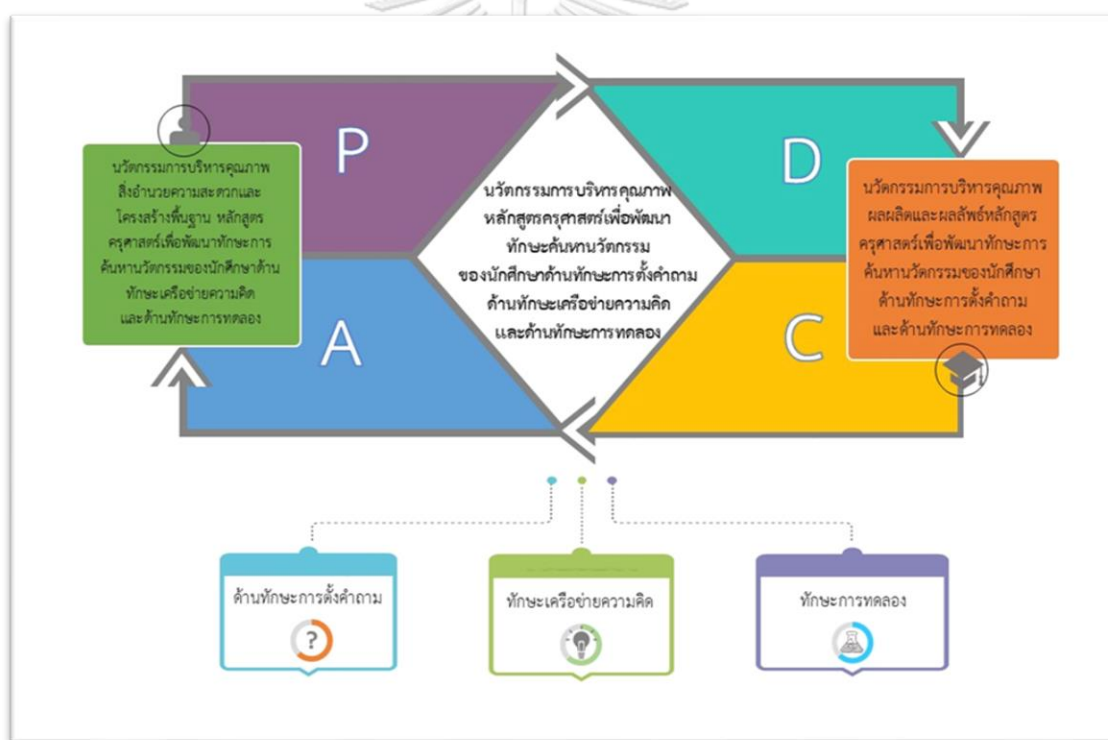 P
D
นวัตกรรมการบริหารคุณภาพ
สิ่งอำนวยความสะดวกและ
โครงสร้างพื้นฐาน หลักสูตร
ครุศาสตร์เพื่อพัฒนาทักษะการ
ค้นหานวัตกรรมของนักศึกษาด้าน
ทักษะเครือข่ายความคิด
และด้านทักษะการทดลอง
นวัตกรรมการบริหารคุณภาพ
หลักสูตรครุศาสตร์เพื่อพัฒนา
ทักษะค้นหานวัตกรรม
ของนักศึกษาด้านทักษะการตั้งคำถาม
ด้านทักษะเครือข่ายความคิด
และด้านทักษะการทดลอง
นวัตกรรมการบริหารคุณภาพ
ผลผลิตและผลลัพธ์หลักสูตร
ครุศาสตร์เพื่อพัฒนาทักษะการ
ค้นหานวัตกรรมของนักศึกษา
ด้านทักษะการตั้งคำถาม
และด้านทักษะการทดลอง
A
C
ด้านทักษะการตั้งคำถาม
?
ทักษะเครือข่ายความคิด
ทักษะการทดลอง